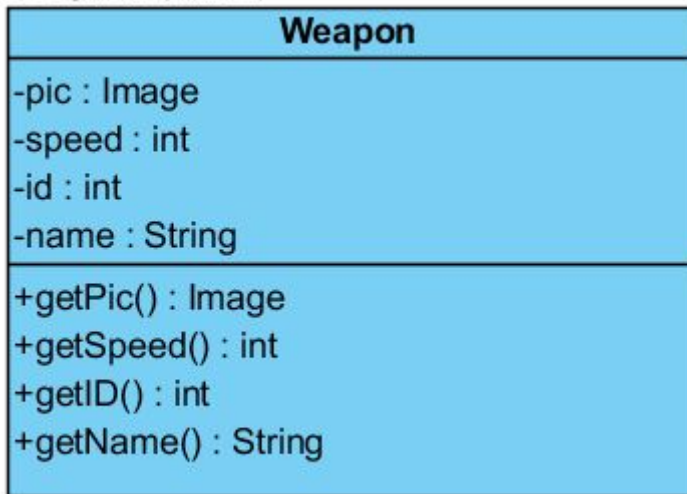 Weapon
-pic : Image
-speed : int
-id : int
-name : String
+getPic() : Image
+getSpeed() : int
+getID() : int
+getName() : String